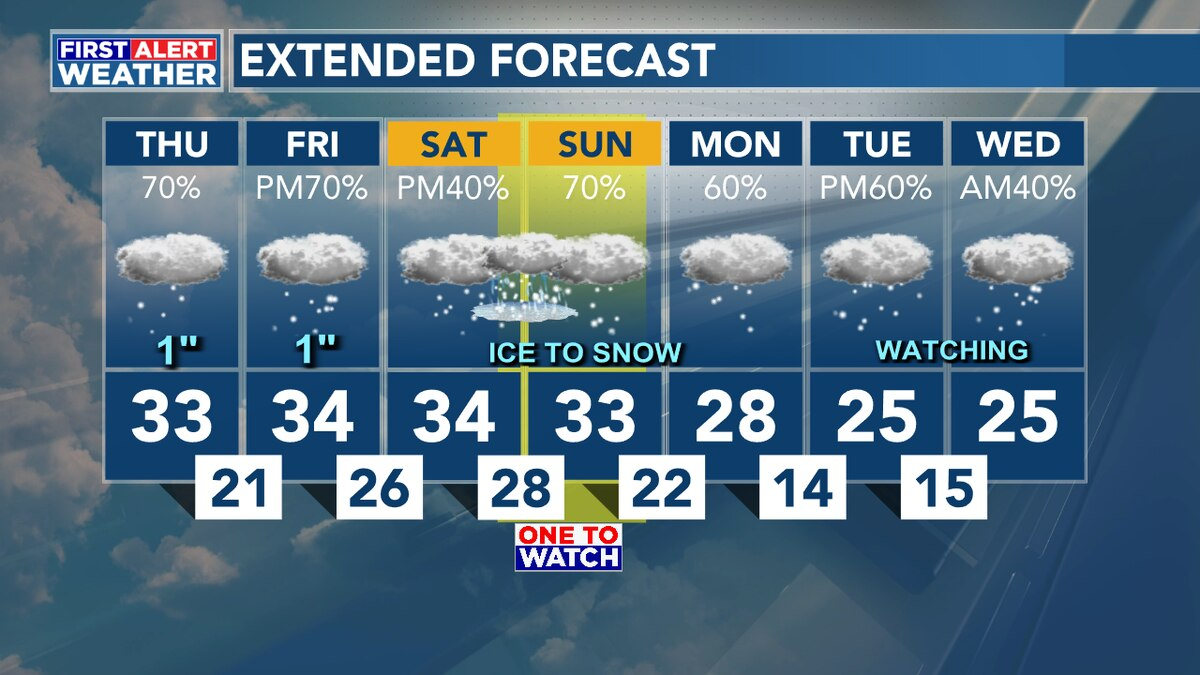 FIRST ALERT
WEATHER
EXTENDED FORECAST
THU FRI SAT SUN MON TUE WED
70% PM70% PM40% 70% 60% PM60% AM40%
1" 1" ICE TO SNOW WATCHING
33 34 34 33 28 25 25
21 26 28 22 14 15
ONE TO
WATCH